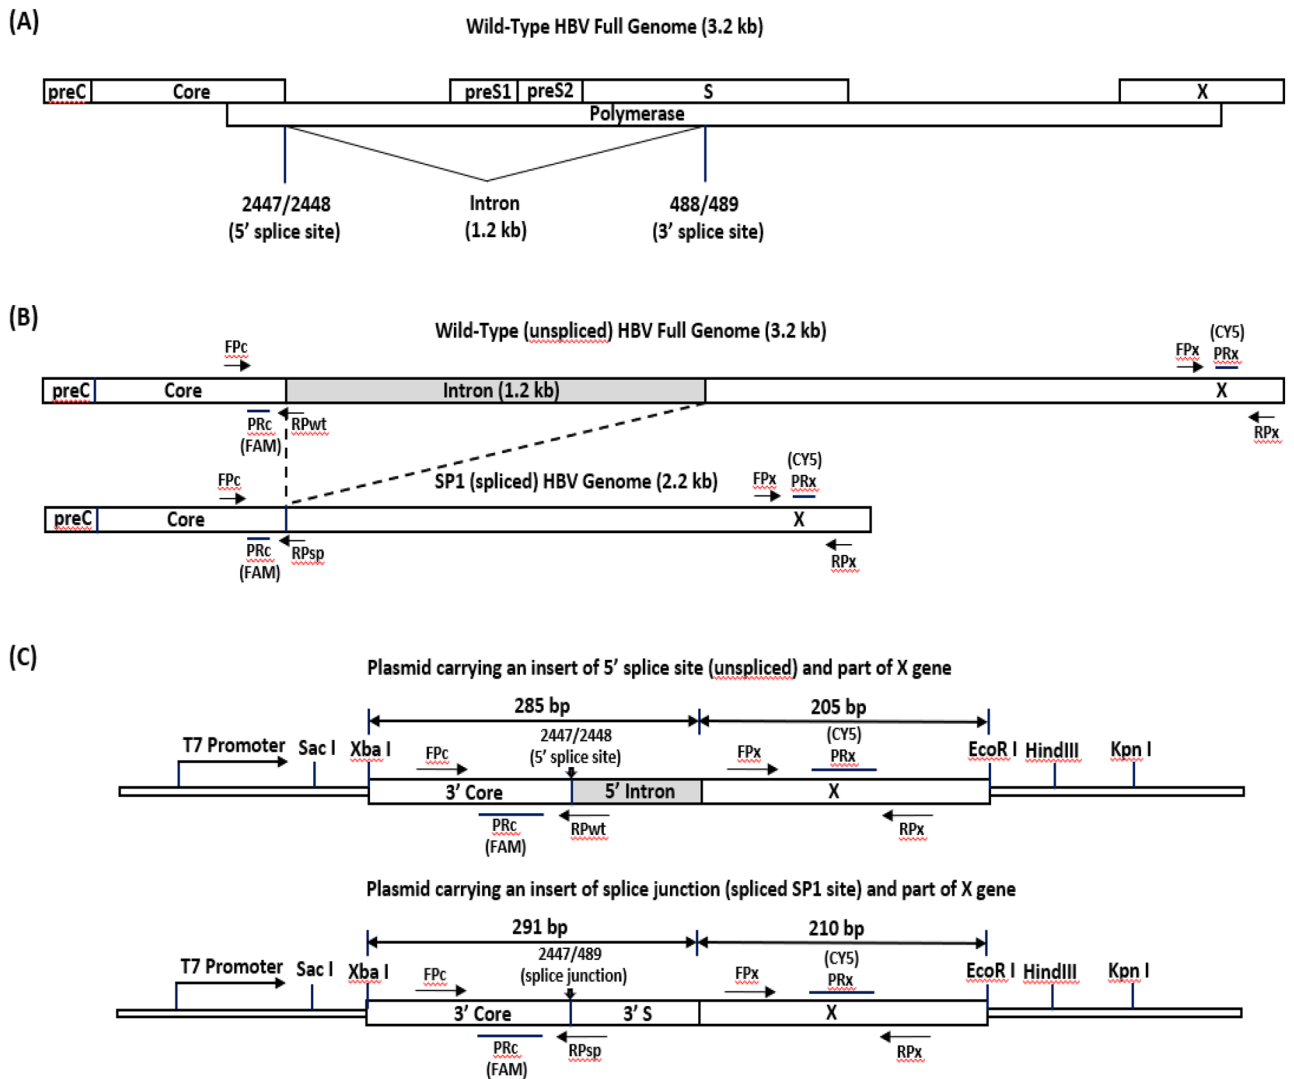 (A)
Wild-Type HBV Full Genome (3.2 kb)
preC
Core
preS1
preS2
S
X
Polymerase
2447/2448
(5' splice site)
Intron
(1.2 kb)
488/489
(3' splice site)
(B)
Wild-Type (unspliced) HBV Full Genome (3.2 kb)
FPc
FPx
(CY5)
PRx
preC
Core
Intron (1.2 kb)
X
PRc
(FAM)
RPwt
RPx
SP1 (spliced) HBV Genome (2.2 kb)
FPc
FPx
(CY5)
PRx
preC
Core
X
PRc
(FAM)
RPsp
RPx
(C)
Plasmid carrying an insert of 5' splice site (unspliced) and part of X gene
285 bp
205 bp
2447/2448
(5' splice site)
(CY5)
PRx
T7 Promoter
Sac I
Xba I
FPc
FPx
EcoR I
HindIII
Kpn I
3' Core
5' Intron
X
PRc
(FAM)
RPwt
RPx
Plasmid carrying an insert of splice junction (spliced SP1 site) and part of X gene
291 bp
210 bp
2447/489
(splice junction)
(CY5)
PRx
T7 Promoter
Sac I
Xba I
FPc
FPx
EcoR I
HindIII
Kpn I
3' Core
3' S
X
PRc
(FAM)
RPsp
RPx